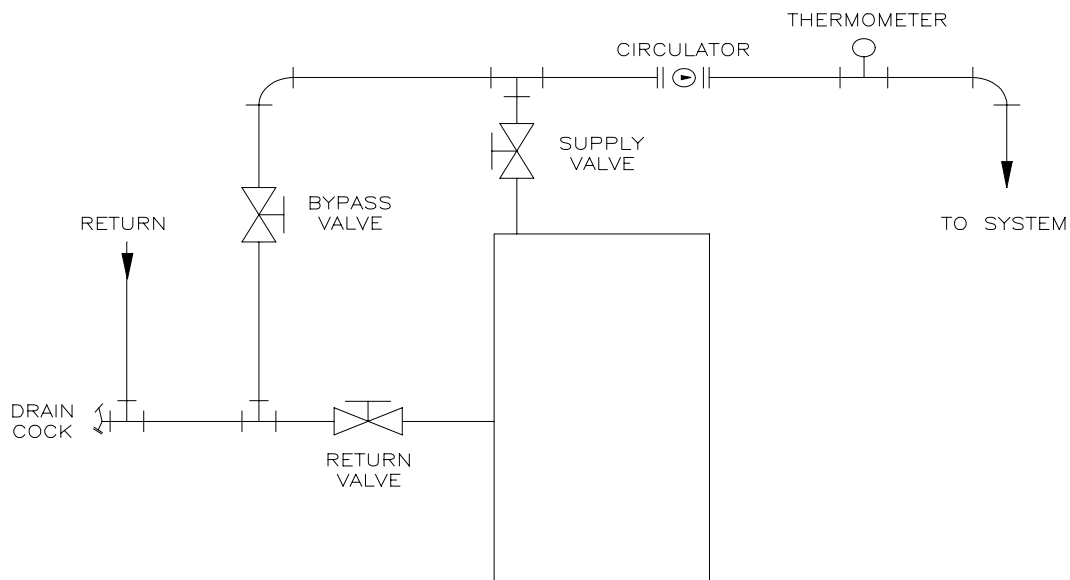 THERMOMETER
CIRCULATOR
SUPPLY
VALVE
BYPASS
VALVE
RETURN
TO SYSTEM
DRAIN
COCK
RETURN
VALVE